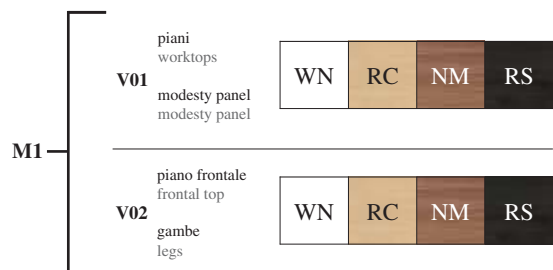 M1
V01
piani
worktops
modesty panel
modesty panel
WN RC NM RS
V02
piano frontale
frontal top
gambe
legs
WN RC NM RS